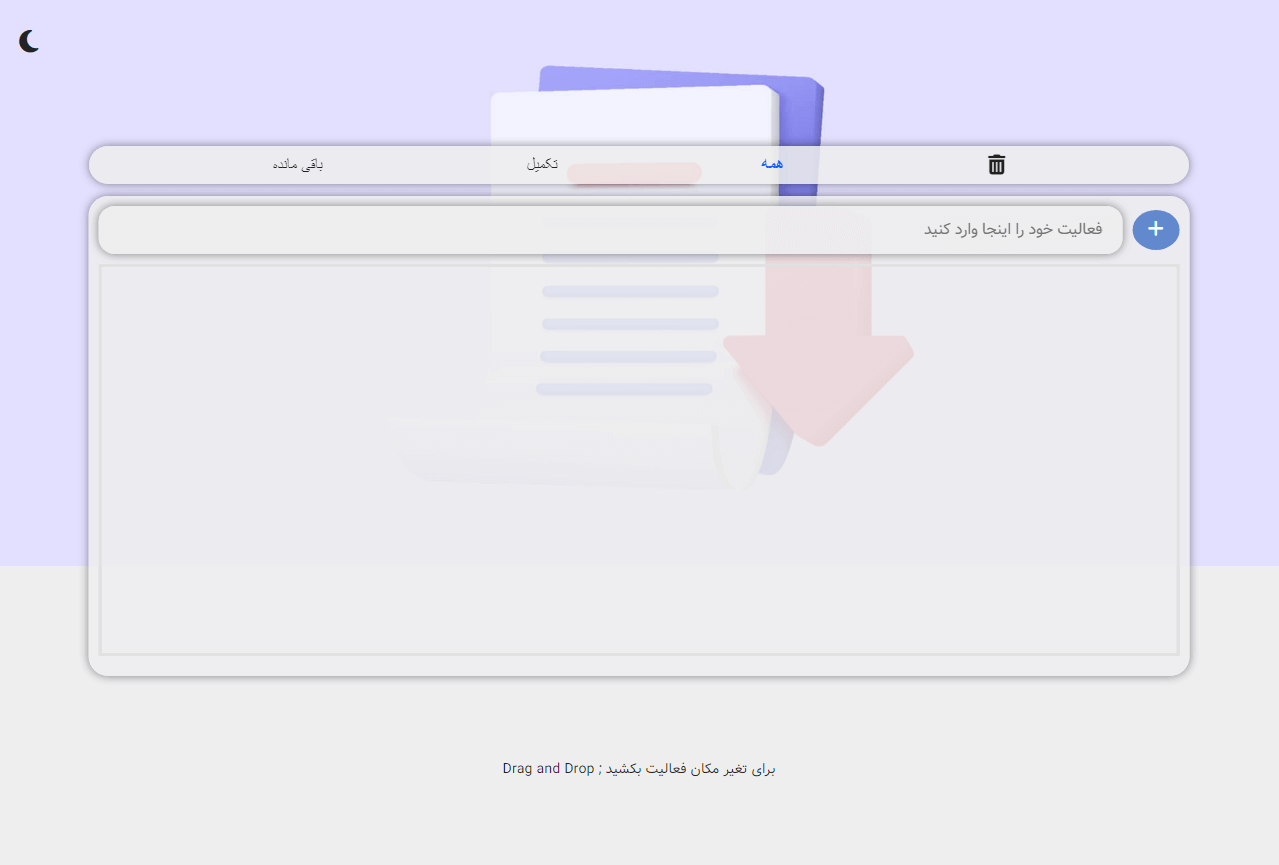 همه تکمیل باقی مانده
فعالیت خود را اینجا وارد کنید
+
برای تغیر مکان فعالیت بکشید ; Drag and Drop